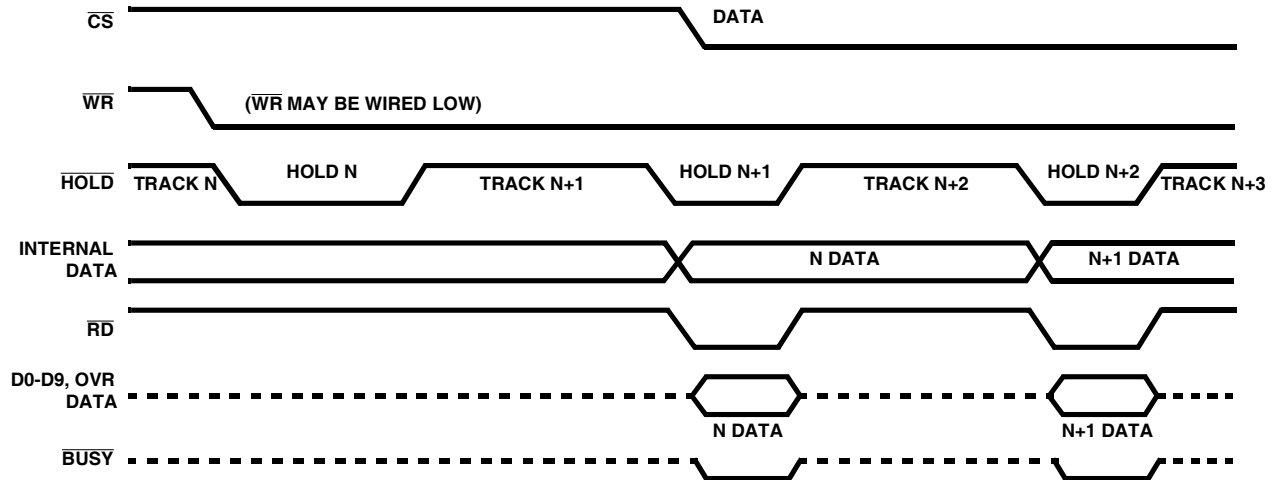 CS DATA
WR (WR MAY BE WIRED LOW)
HOLD TRACK N HOLD N TRACK N+1 HOLD N+1 TRACK N+2 HOLD N+2 TRACK N+3
INTERNAL
DATA N DATA N+1 DATA
RD
D0-D9, OVR
DATA
N DATA N+1 DATA
BUSY